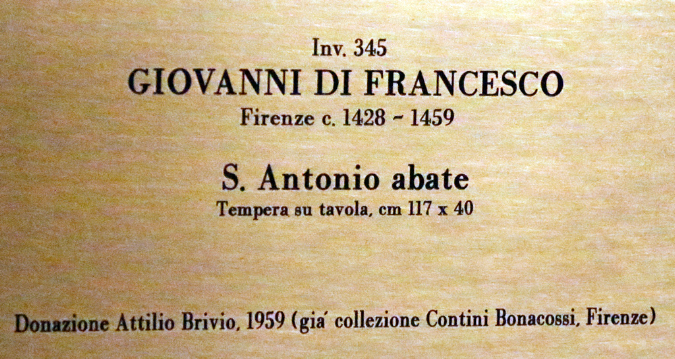 Inv. 345
GIOVANNI DI FRANCESCO
Firenze c. 1428 ~ 1459
S. Antonio abate
Tempera su tavola, cm 117 x 40
Donazione Attilio Brivio, 1959 (gia´ collezione Contini Bonacossi, Firenze)